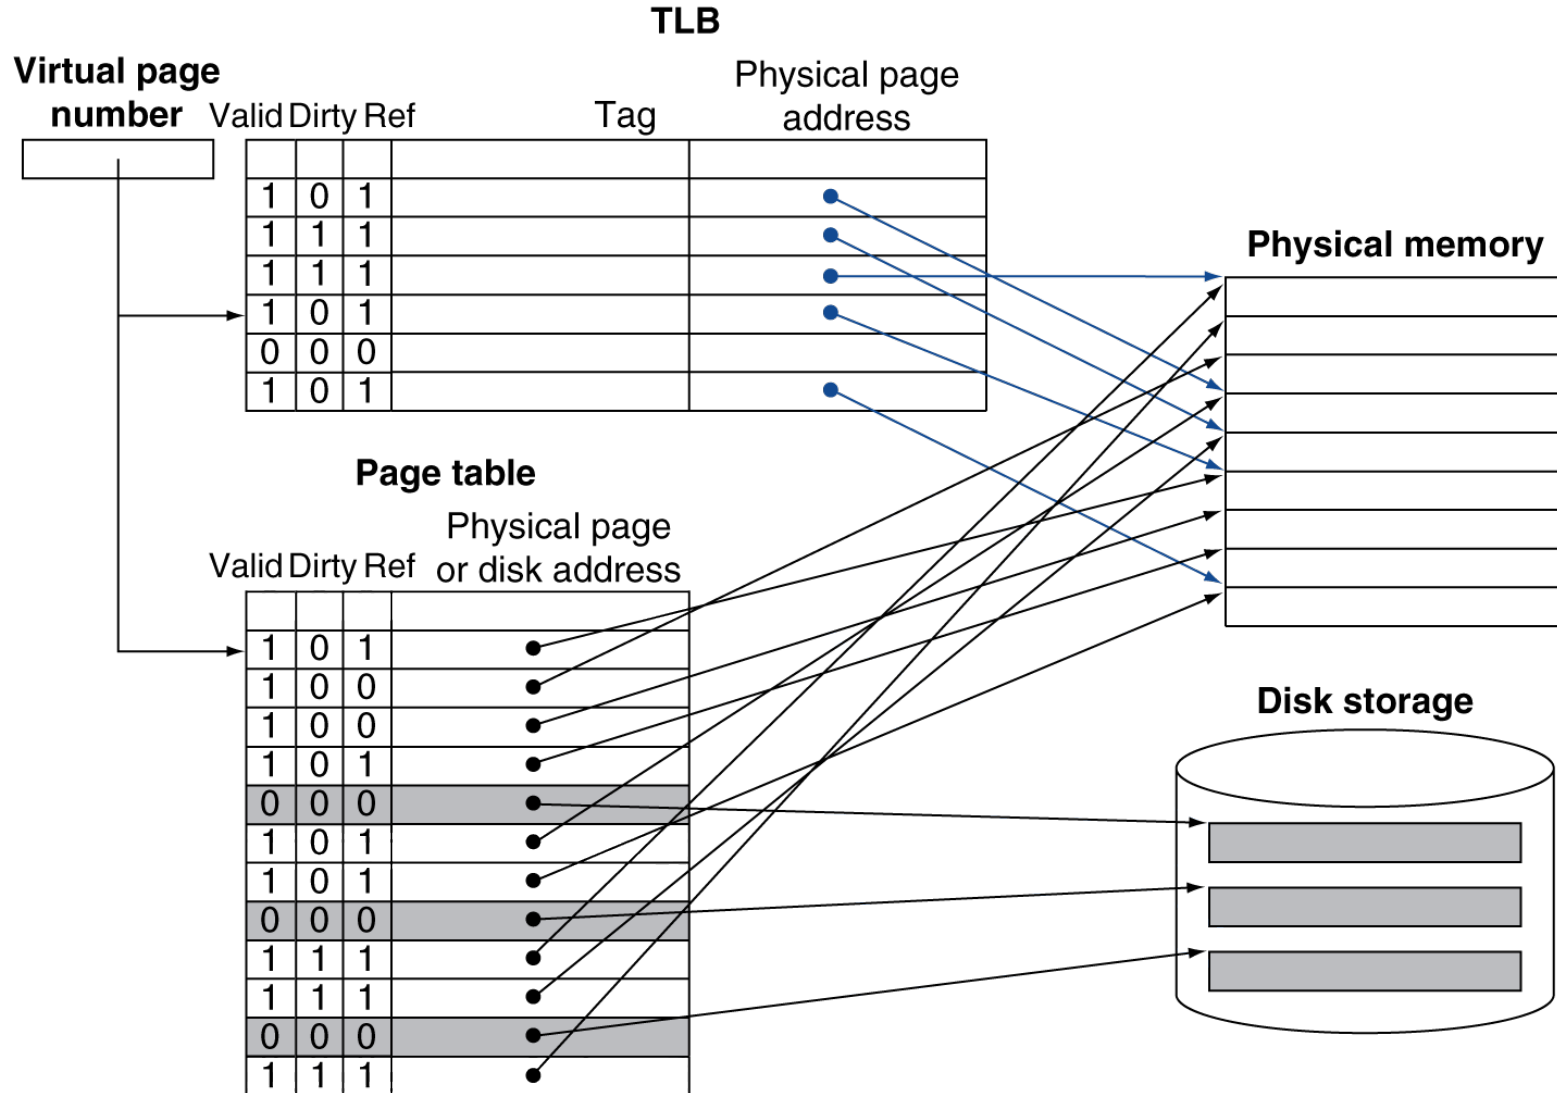 TLB
Virtual page
number
Physical page
address
Valid Dirty Ref
Tag
1 0 1
1 1 1
1 1 1
1 0 1
0 0 0
1 0 1
Physical memory
Page table
Physical page
or disk address
Valid Dirty Ref
1 0 1
1 0 0
1 0 0
1 0 1
0 0 0
1 0 1
1 0 1
0 0 0
1 1 1
1 1 1
0 0 0
1 1 1
Disk storage